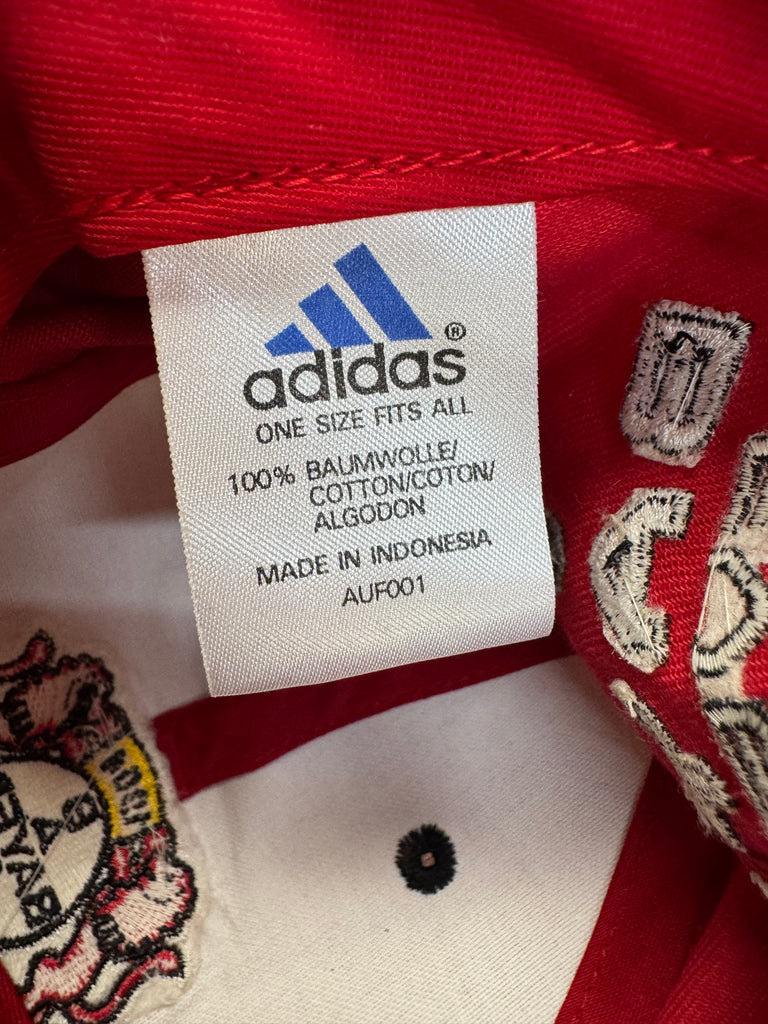 adidas®
ONE SIZE FITS ALL
100% BAUMWOLLE/
COTTON/COTON/
ALGODON
MADE IN INDONESIA
AUF001